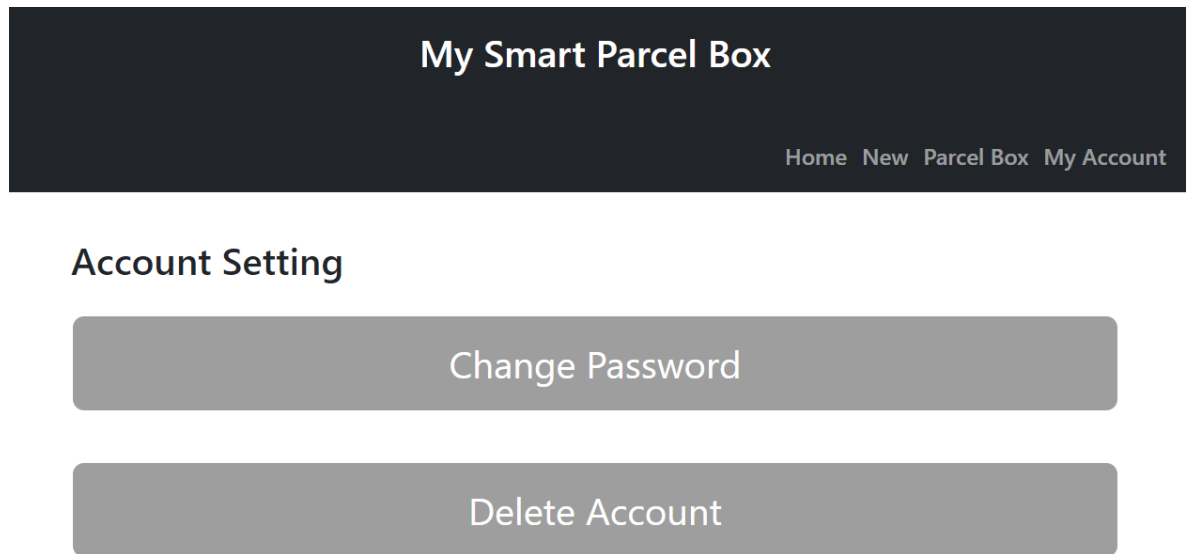 My Smart Parcel Box
Home New Parcel Box My Account
Account Setting
Change Password
Delete Account